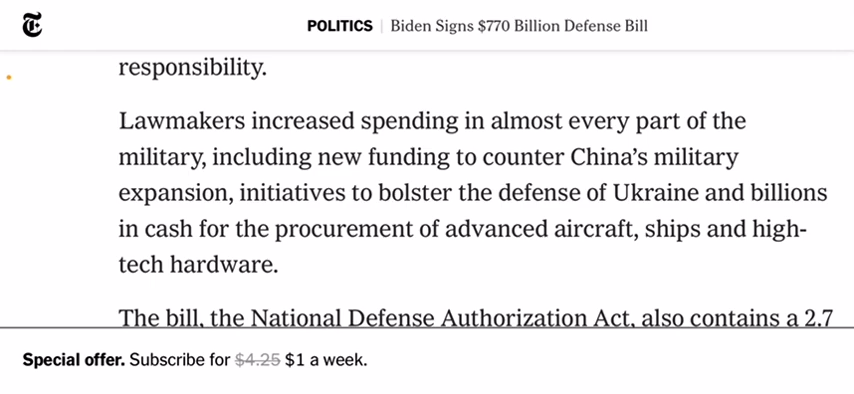 POLITICS | Biden Signs $770 Billion Defense Bill
responsibility.
Lawmakers increased spending in almost every part of the
military, including new funding to counter China’s military
expansion, initiatives to bolster the defense of Ukraine and billions
in cash for the procurement of advanced aircraft, ships and high-
tech hardware.
The bill, the National Defense Authorization Act, also contains a 2.7
Special offer. Subscribe for $4.25 $1 a week.